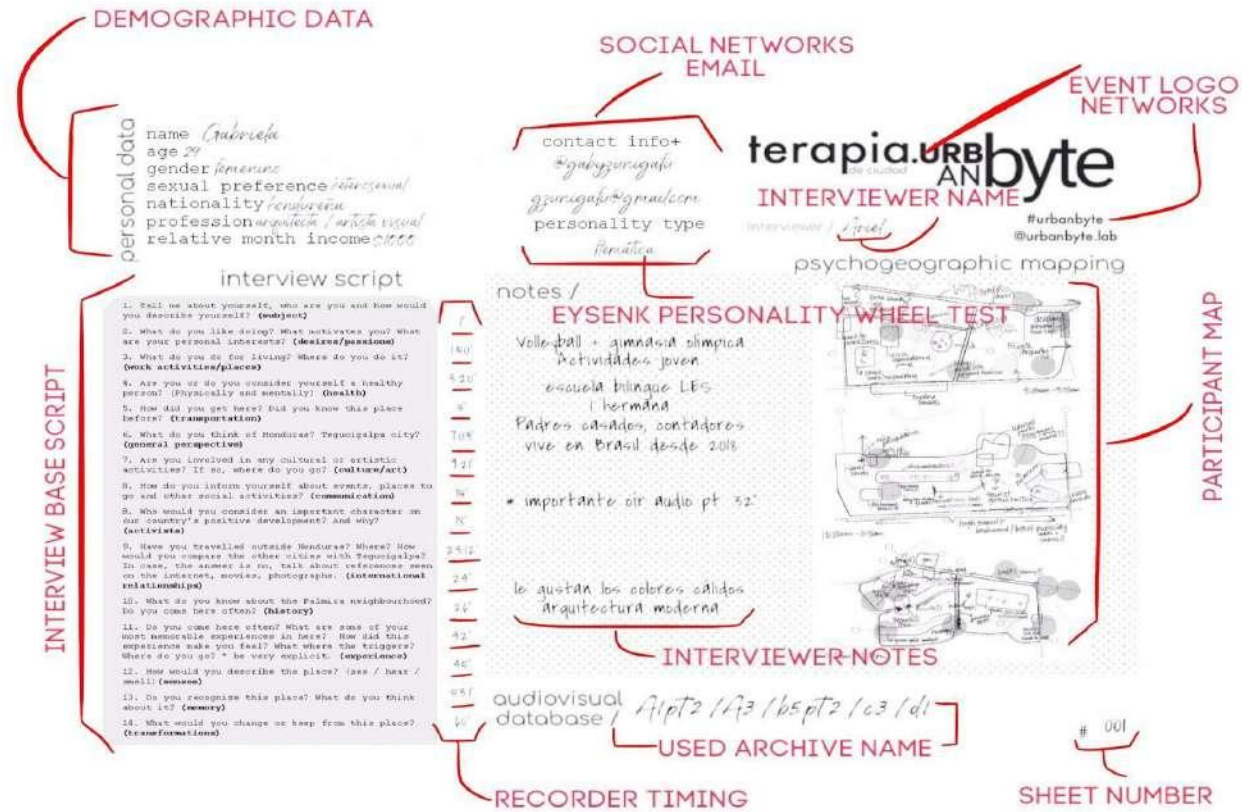 DEMOGRAPHIC DATA
SOCIAL NETWORKS
EMAIL
EVENT LOGO
NETWORKS
personal data
name Gabriela
age 29
gender femenino
sexual preference heterosexual
nationality hondureña
profession arquitecta / artista visual
relative month income
contact info+
@gabyzunigafv
gzunigafv@gmail.com
personality type
flemática
terapia.URBANbyte
de ciudad
INTERVIEWER NAME
interviewer / Ariel
#urbanbyte
@urbanbyte.lab
interview script
notes /
psychogeographic mapping
EYSENK PERSONALITY WHEEL TEST
INTERVIEW BASE SCRIPT
PARTICIPANT MAP
1. Tell me about yourself, who are you and how would
you describe yourself? (subject)
2. What do you like doing? What activates you? What
are your personal interests? (desires/passions)
3. What do you do for living? Where do you do it?
(work activities/places)
4. Are you or do you consider yourself a healthy
person? (Physically and mentally) (health)
5. How did you get here? Did you know this place
before? (transportation)
6. What do you think of Honduras? Tegucigalpa city?
(general perspective)
7. Are you involved in any cultural or artistic
activities? If so, where do you go? (culture/art)
8. How do you inform yourself about events, places to
go and other social activities? (communication)
8. Who would you consider an important character on
our country's positive development? And why?
(activists)
9. Have you travelled outside Honduras? Where? How
would you compare the other cities with Tegucigalpa?
In case, the answer is no, talk about references seen
on the internet, movies, photographs. (international
relationships)
10. What do you know about the Palmira neighbourhood?
Do you come here often? (history)
11. Do you come here often? What are some of your
most memorable experiences in here? How did this
experience make you feel? What where the triggers?
Where do you go? * be very explicit. (experience)
12. How would you describe the place? (see / hear /
smell) (senses)
13. Do you recognize this place? What do you think
about it? (memory)
14. What would you change or keep from this place?
(transformations)
Volleyball + gimnasia olimpica
Actividades joven
escuela bilingue LES
1 hermana
Padres casados, contadores
vive en Brasil desde 2018
* importante oir audio pt 32'
le gustan los colores calidos
arquitectura moderna
INTERVIEWER NOTES
audiovisual
database / A1pt2 / A3 / b5pt2 / c3 / d1
USED ARCHIVE NAME
# 001
RECORDER TIMING
SHEET NUMBER